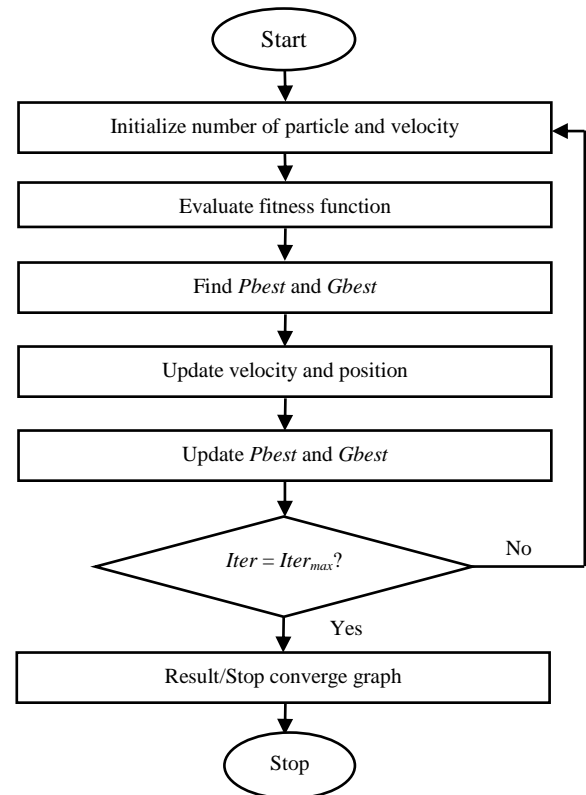 Start
Initialize number of particle and velocity
Evaluate fitness function
Find Pbest and Gbest
Update velocity and position
Update Pbest and Gbest
Iter = Itermax?
No
Yes
Result/Stop converge graph
Stop